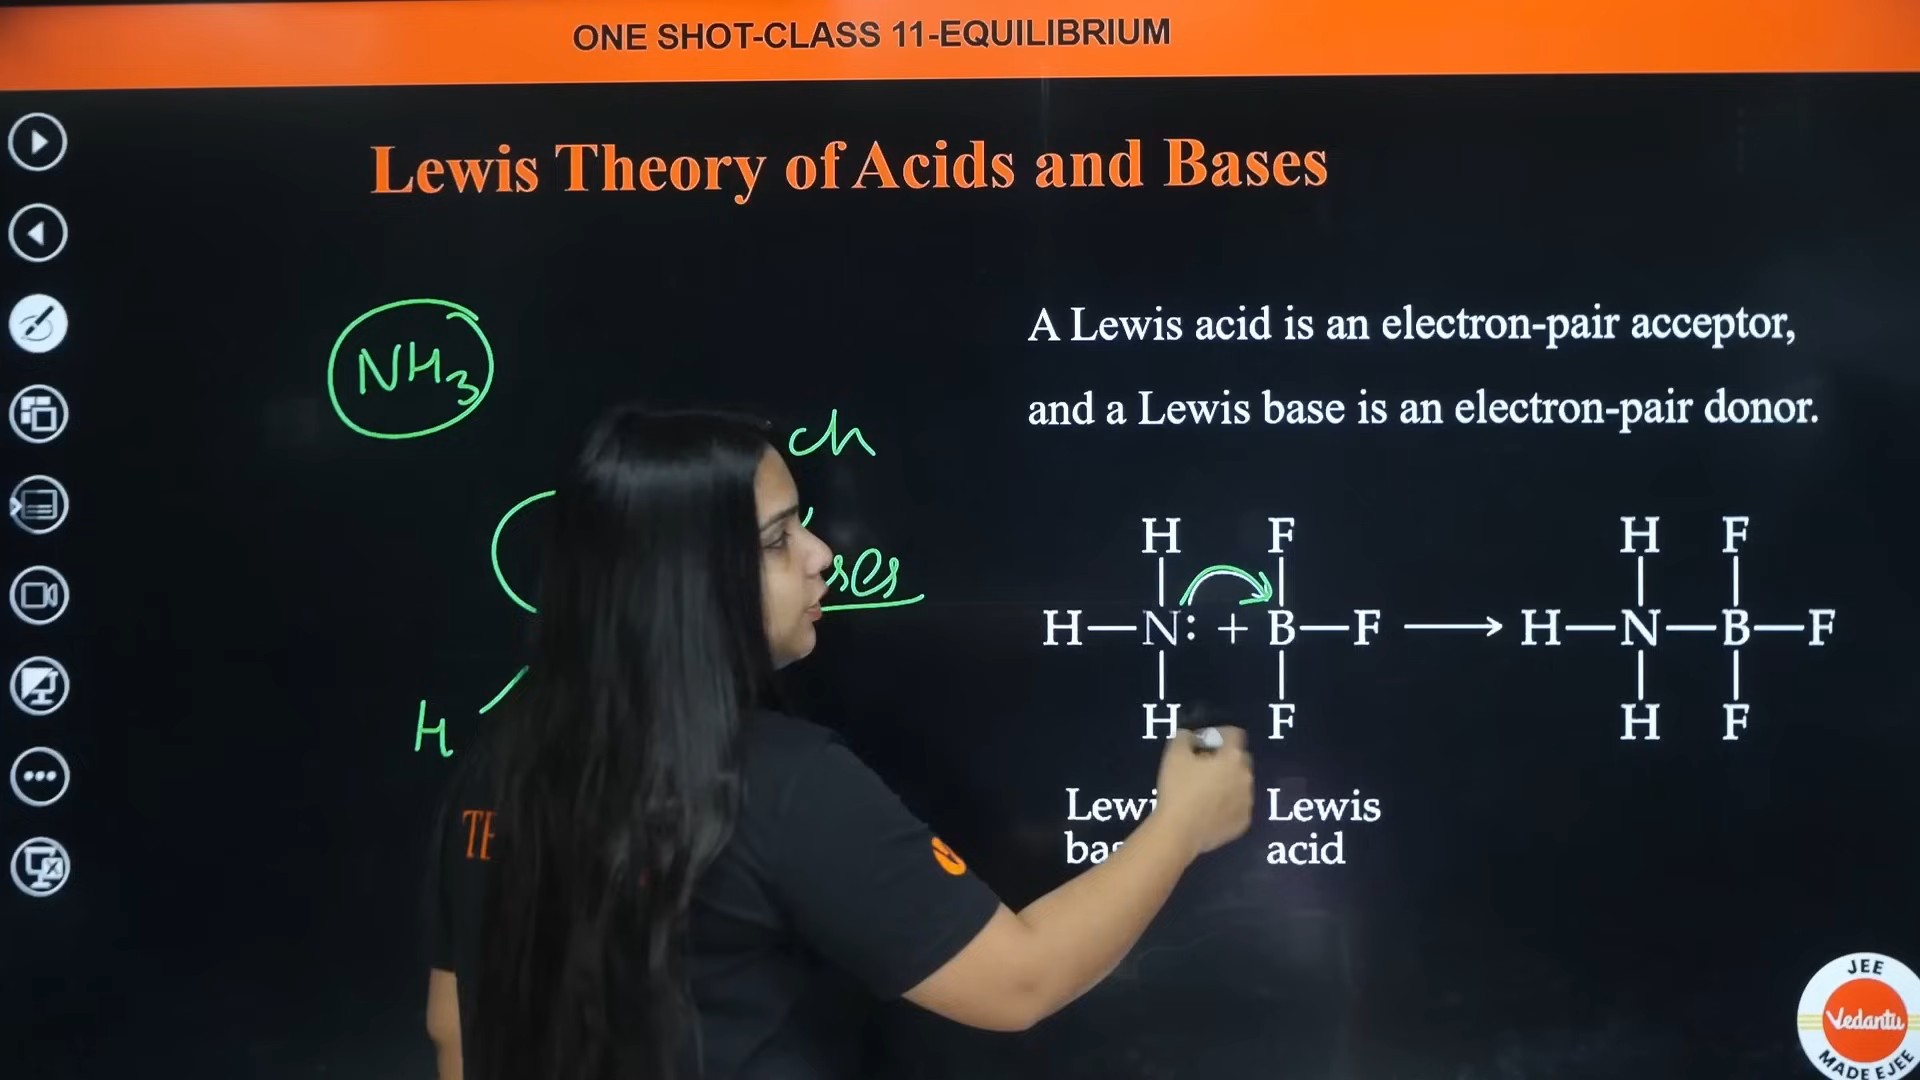 ONE SHOT-CLASS 11-EQUILIBRIUM
Lewis Theory of Acids and Bases
NH3
ch
H
A Lewis acid is an electron-pair acceptor,
and a Lewis base is an electron-pair donor.
H F H F
H—N: + B—F ⟶ H—N—B—F
H F H F
Lewis
acid
JEE
Vedantu
MADE EJEE